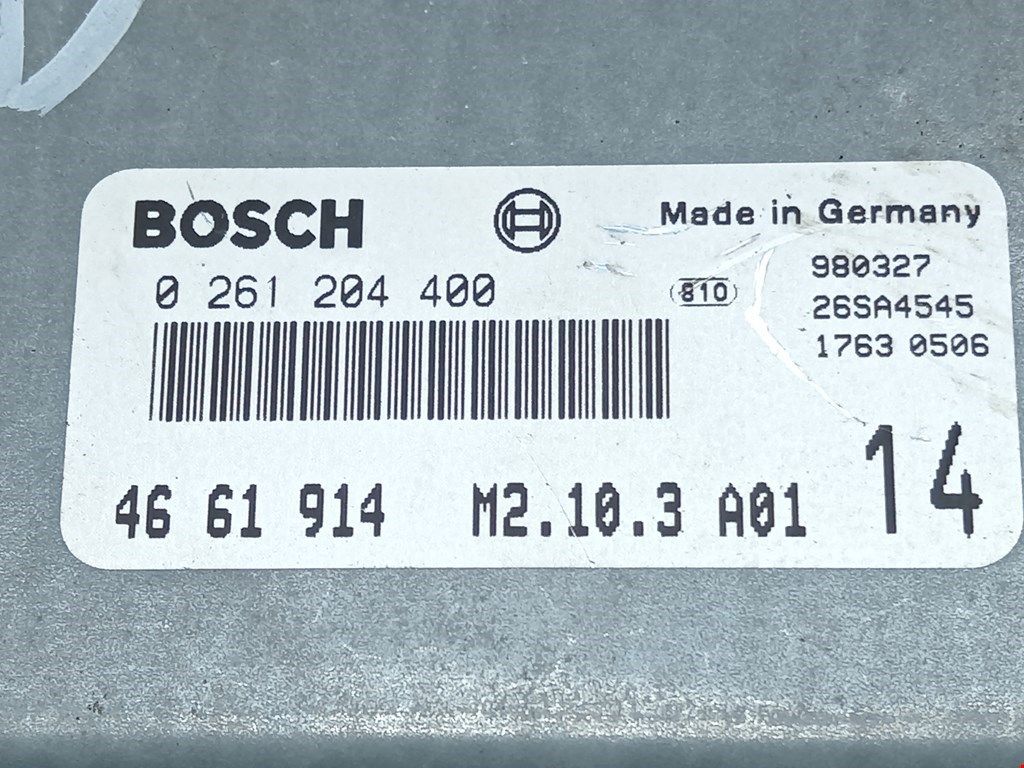 BOSCH
Made in Germany
0 261 204 400
810
980327
26SA4545
1763 0506
46 61 914 M2.10.3 A01 14